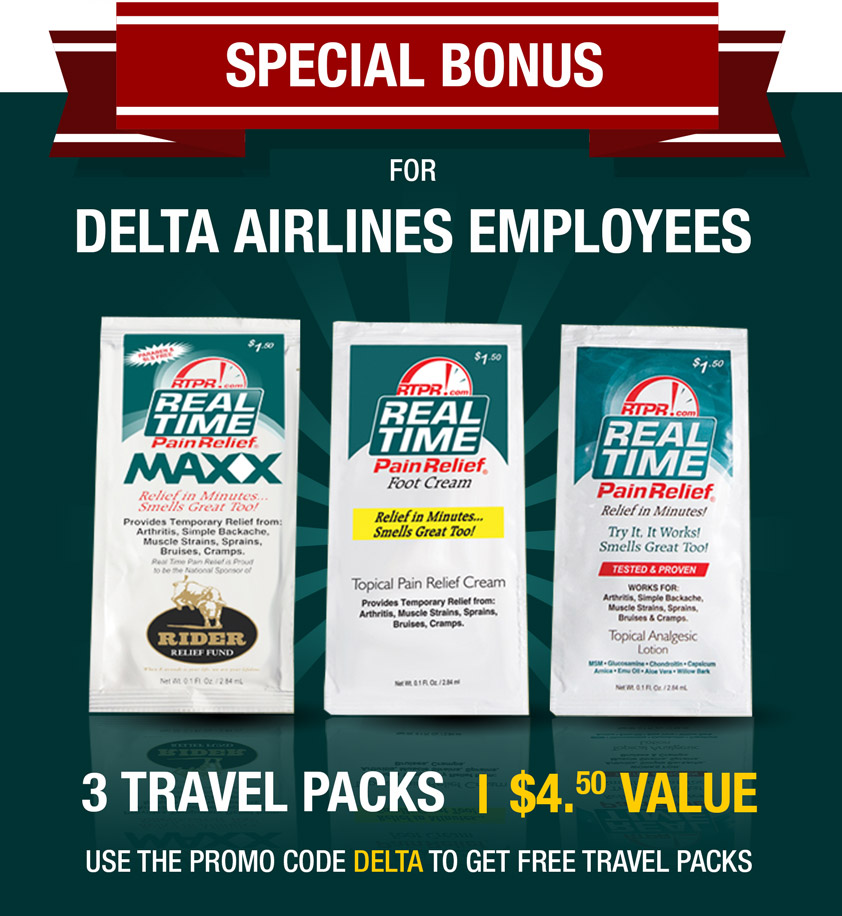 SPECIAL BONUS
FOR
DELTA AIRLINES EMPLOYEES
PARABEN &
SLS FREE
$1.50
RTPR!.com
REAL
TIME
Pain Relief®
MAXX
Relief in Minutes...
Smells Great Too!
Provides Temporary Relief from:
Arthritis, Simple Backache,
Muscle Strains, Sprains,
Bruises, Cramps.
Real Time Pain Relief is Proud
to be the National Sponsor of
RIDER
RELIEF FUND
Net Wt. 0.1 Fl. Oz. / 2.84 mL
$1.50
RTPR!.com
REAL
TIME
Pain Relief®
Foot Cream
Relief in Minutes...
Smells Great Too!
Topical Pain Relief Cream
Provides Temporary Relief from:
Arthritis, Muscle Strains, Sprains,
Bruises, Cramps.
Net Wt. 0.1 Fl. Oz. / 2.84 ml
$1.50
RTPR!.com
REAL
TIME
Pain Relief®
Relief in Minutes!
Try It, It Works!
Smells Great Too!
TESTED & PROVEN
WORKS FOR:
Arthritis, Simple Backache,
Muscle Strains, Sprains,
Bruises & Cramps.
Topical Analgesic
Lotion
MSM • Glucosamine • Chondroitin • Capsicum
Arnica • Emu Oil • Aloe Vera • Willow Bark
Net Wt. 0.1 Fl. Oz. / 2.84 mL
3 TRAVEL PACKS | $4.50 VALUE
USE THE PROMO CODE DELTA TO GET FREE TRAVEL PACKS